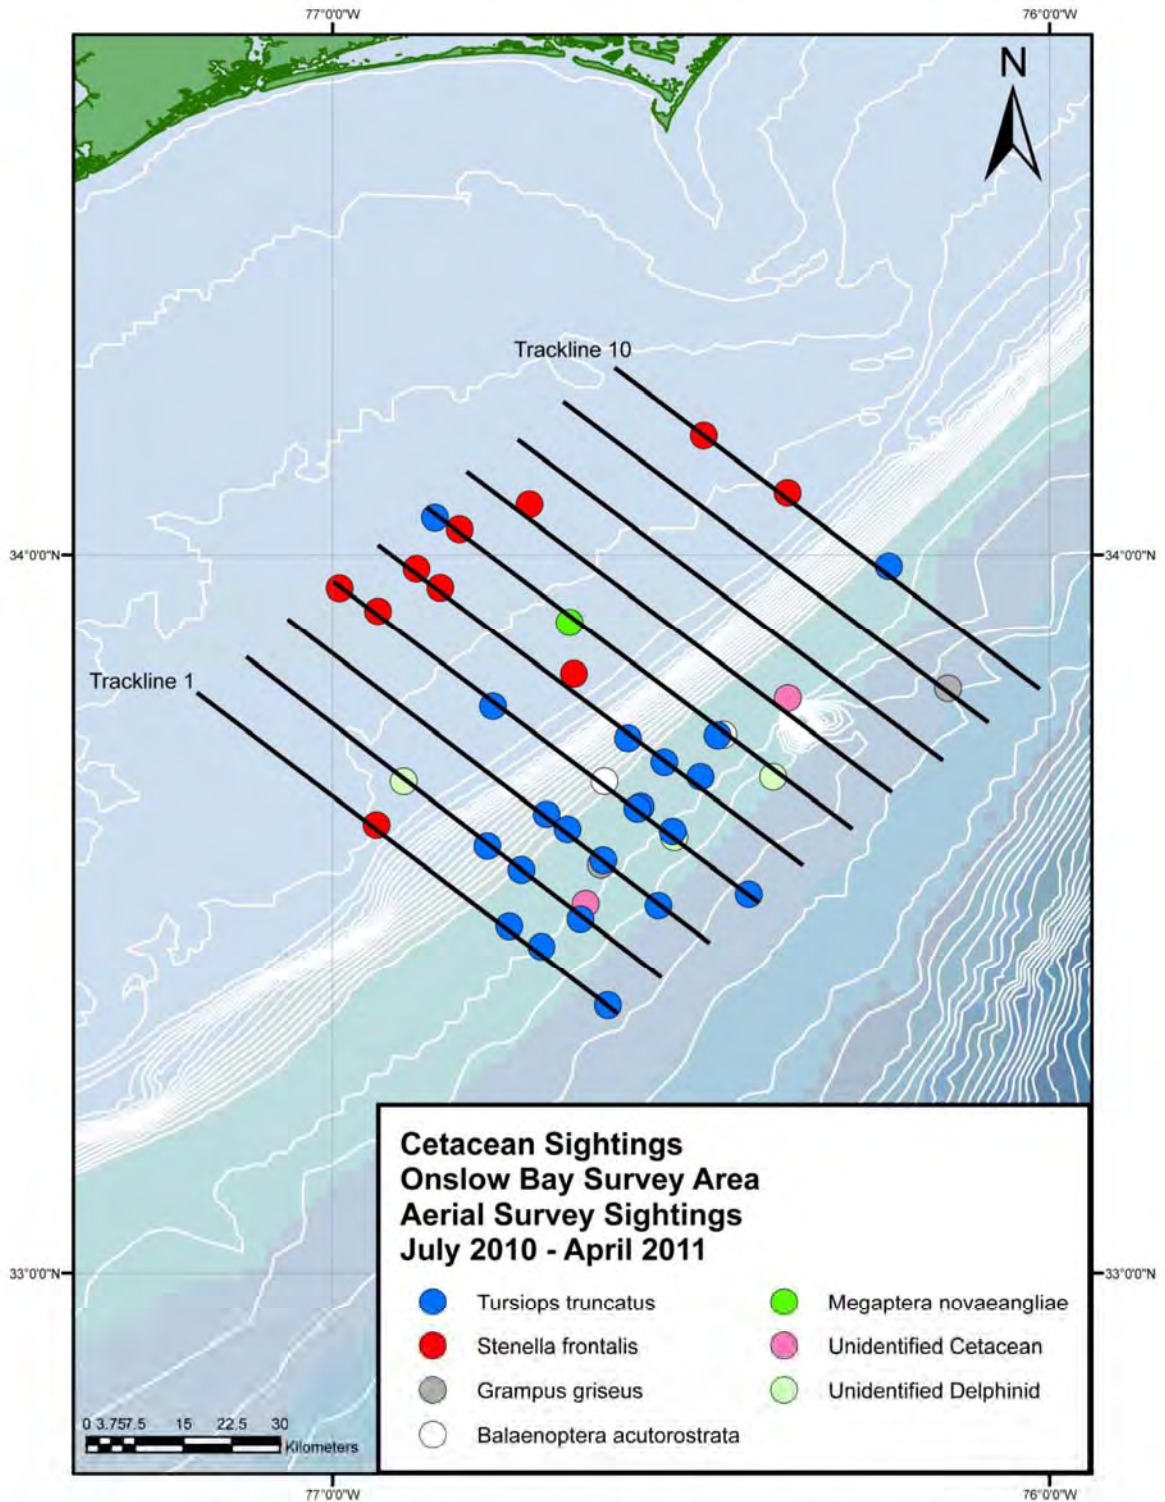 77°0'0"W 76°0'0"W
N
Trackline 10
34°0'0"N 34°0'0"N
Trackline 1
Cetacean Sightings
Onslow Bay Survey Area
Aerial Survey Sightings
July 2010 - April 2011
33°0'0"N 33°0'0"N
Tursiops truncatus Megaptera novaeangliae
Stenella frontalis Unidentified Cetacean
Grampus griseus Unidentified Delphinid
Balaenoptera acutorostrata
0 3.757.5 15 22.5 30
Kilometers
77°0'0"W 76°0'0"W